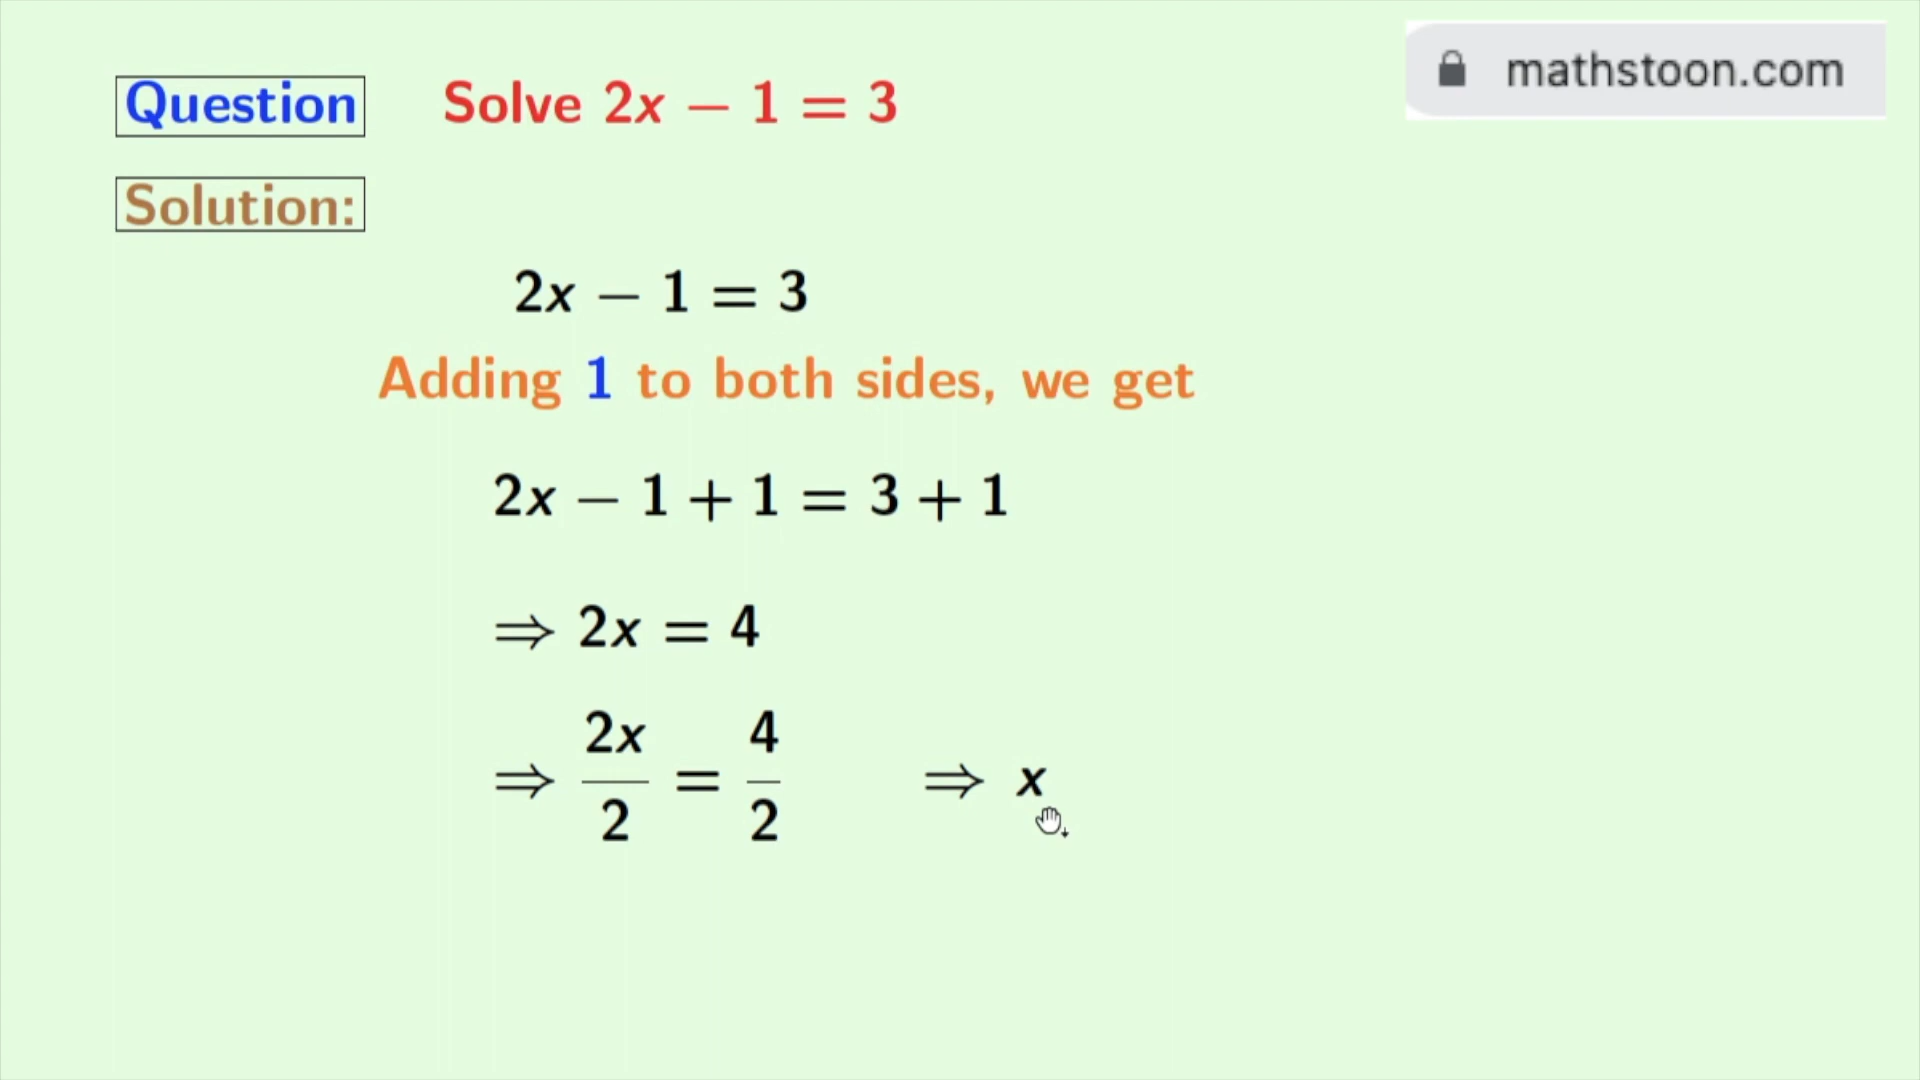 Question Solve 2x − 1 = 3
mathstoon.com
Solution:
2x − 1 = 3
Adding 1 to both sides, we get
2x − 1 + 1 = 3 + 1
⇒ 2x = 4
⇒ 2x/2 = 4/2 ⇒ x